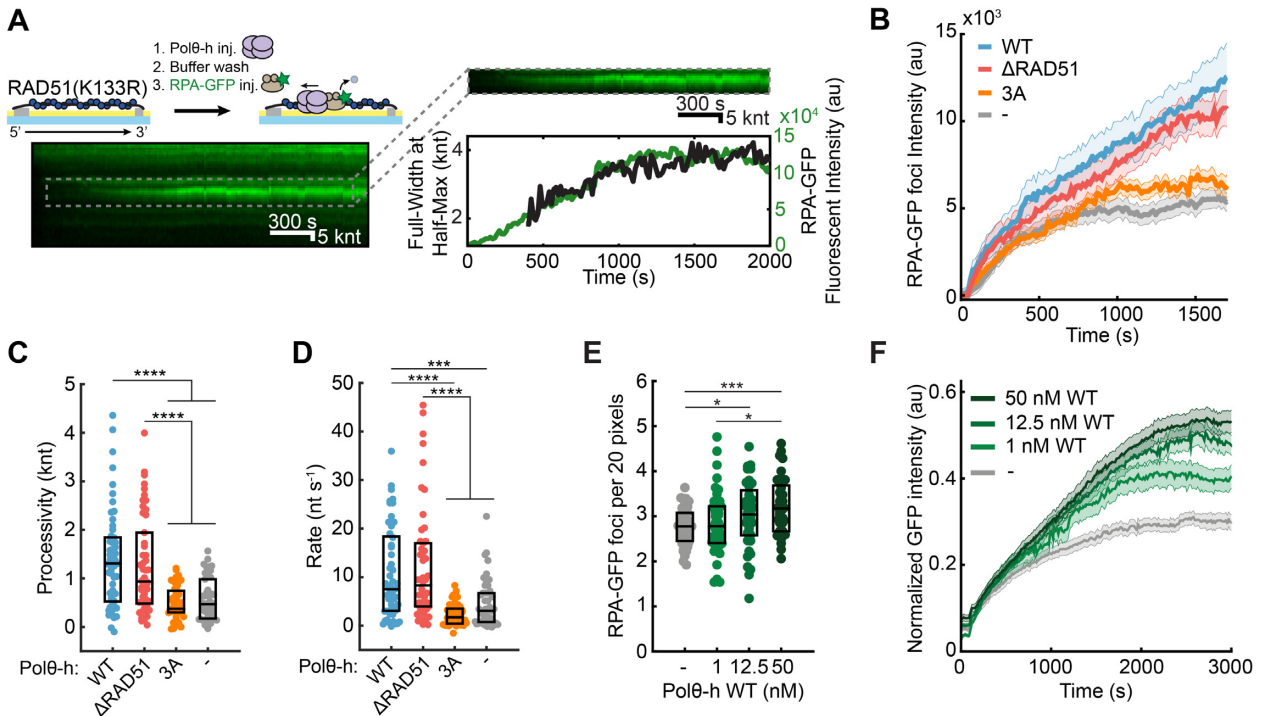 A
1. Polθ-h inj.
2. Buffer wash
3. RPA-GFP inj.
RAD51(K133R)
5'
3'
300 s
5 knt
300 s
5 knt
Full-Width at
Half-Max (knt)
4
2
x10⁴
15
10
5
0
RPA-GFP
Fluorescent Intensity (au)
0 500 1000 1500 2000
Time (s)
B
x10³
15
10
5
0
RPA-GFP foci Intensity (au)
WT
ΔRAD51
3A
-
0 500 1000 1500
Time (s)
C
Processivity (knt)
5
4
3
2
1
0
****
****
Polθ-h:
WT
ΔRAD51
3A
-
D
Rate (nt s⁻¹)
50
40
30
20
10
0
***
****
****
Polθ-h:
WT
ΔRAD51
3A
-
E
RPA-GFP foci per 20 pixels
6
5
4
3
2
1
0
***
*
*
- 1 12.5 50
Polθ-h WT (nM)
F
Normalized GFP intensity (au)
0.6
0.4
0.2
0
50 nM WT
12.5 nM WT
1 nM WT
-
0 1000 2000 3000
Time (s)